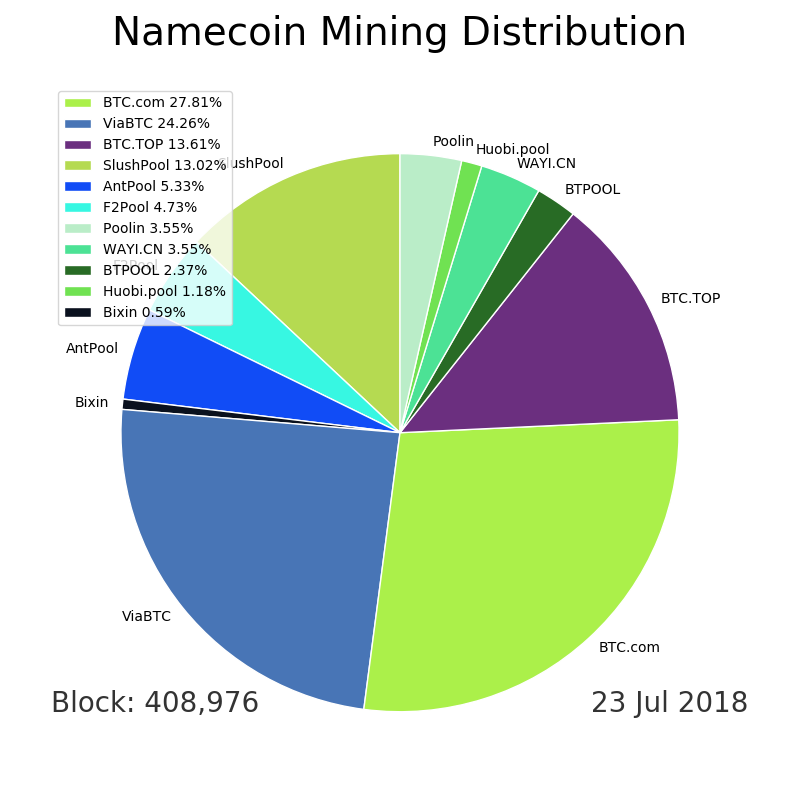 Namecoin Mining Distribution
BTC.com 27.81%
ViaBTC 24.26%
BTC.TOP 13.61%
SlushPool 13.02%
AntPool 5.33%
F2Pool 4.73%
Poolin 3.55%
WAYI.CN 3.55%
BTPOOL 2.37%
Huobi.pool 1.18%
Bixin 0.59%
Poolin
Huobi.pool
WAYI.CN
BTPOOL
BTC.TOP
BTC.com
ViaBTC
Bixin
AntPool
F2Pool
SlushPool
Block: 408,976
23 Jul 2018